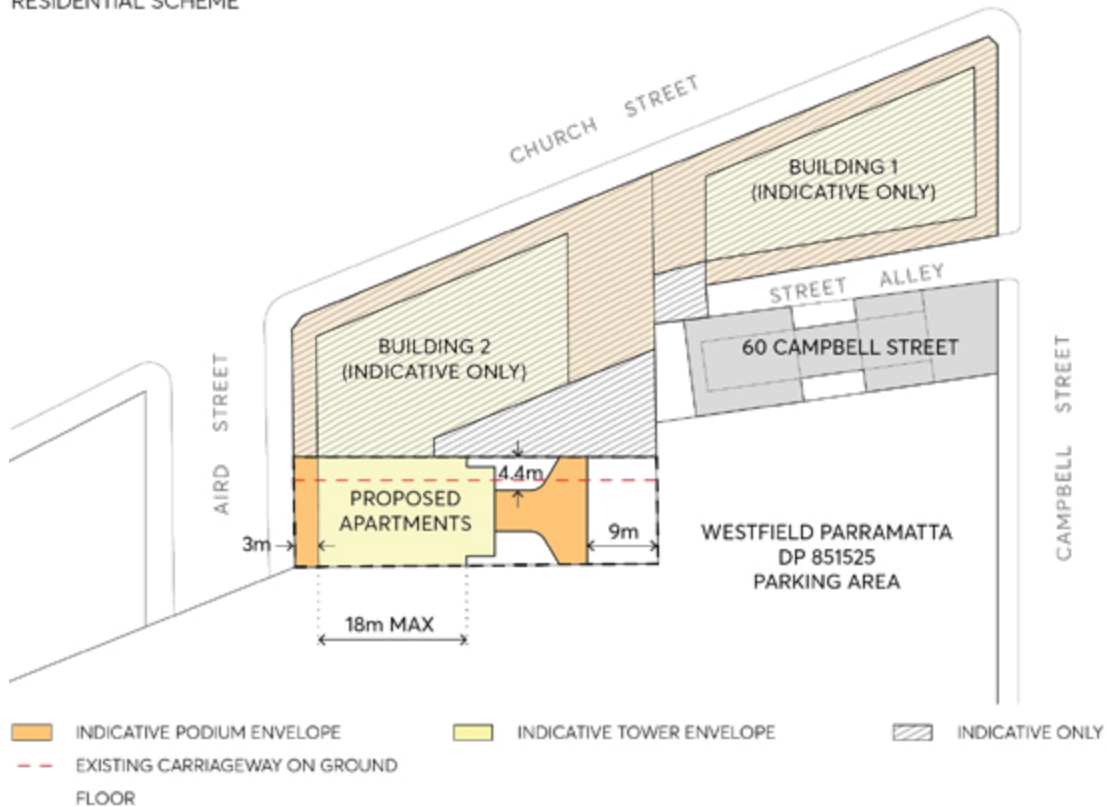 RESIDENTIAL SCHEME
CHURCH STREET
BUILDING 1
(INDICATIVE ONLY)
STREET ALLEY
60 CAMPBELL STREET
BUILDING 2
(INDICATIVE ONLY)
AIRD STREET
CAMPBELL STREET
4.4m
PROPOSED
APARTMENTS
3m
9m
WESTFIELD PARRAMATTA
DP 851525
PARKING AREA
18m MAX
INDICATIVE PODIUM ENVELOPE
INDICATIVE TOWER ENVELOPE
INDICATIVE ONLY
EXISTING CARRIAGEWAY ON GROUND
FLOOR